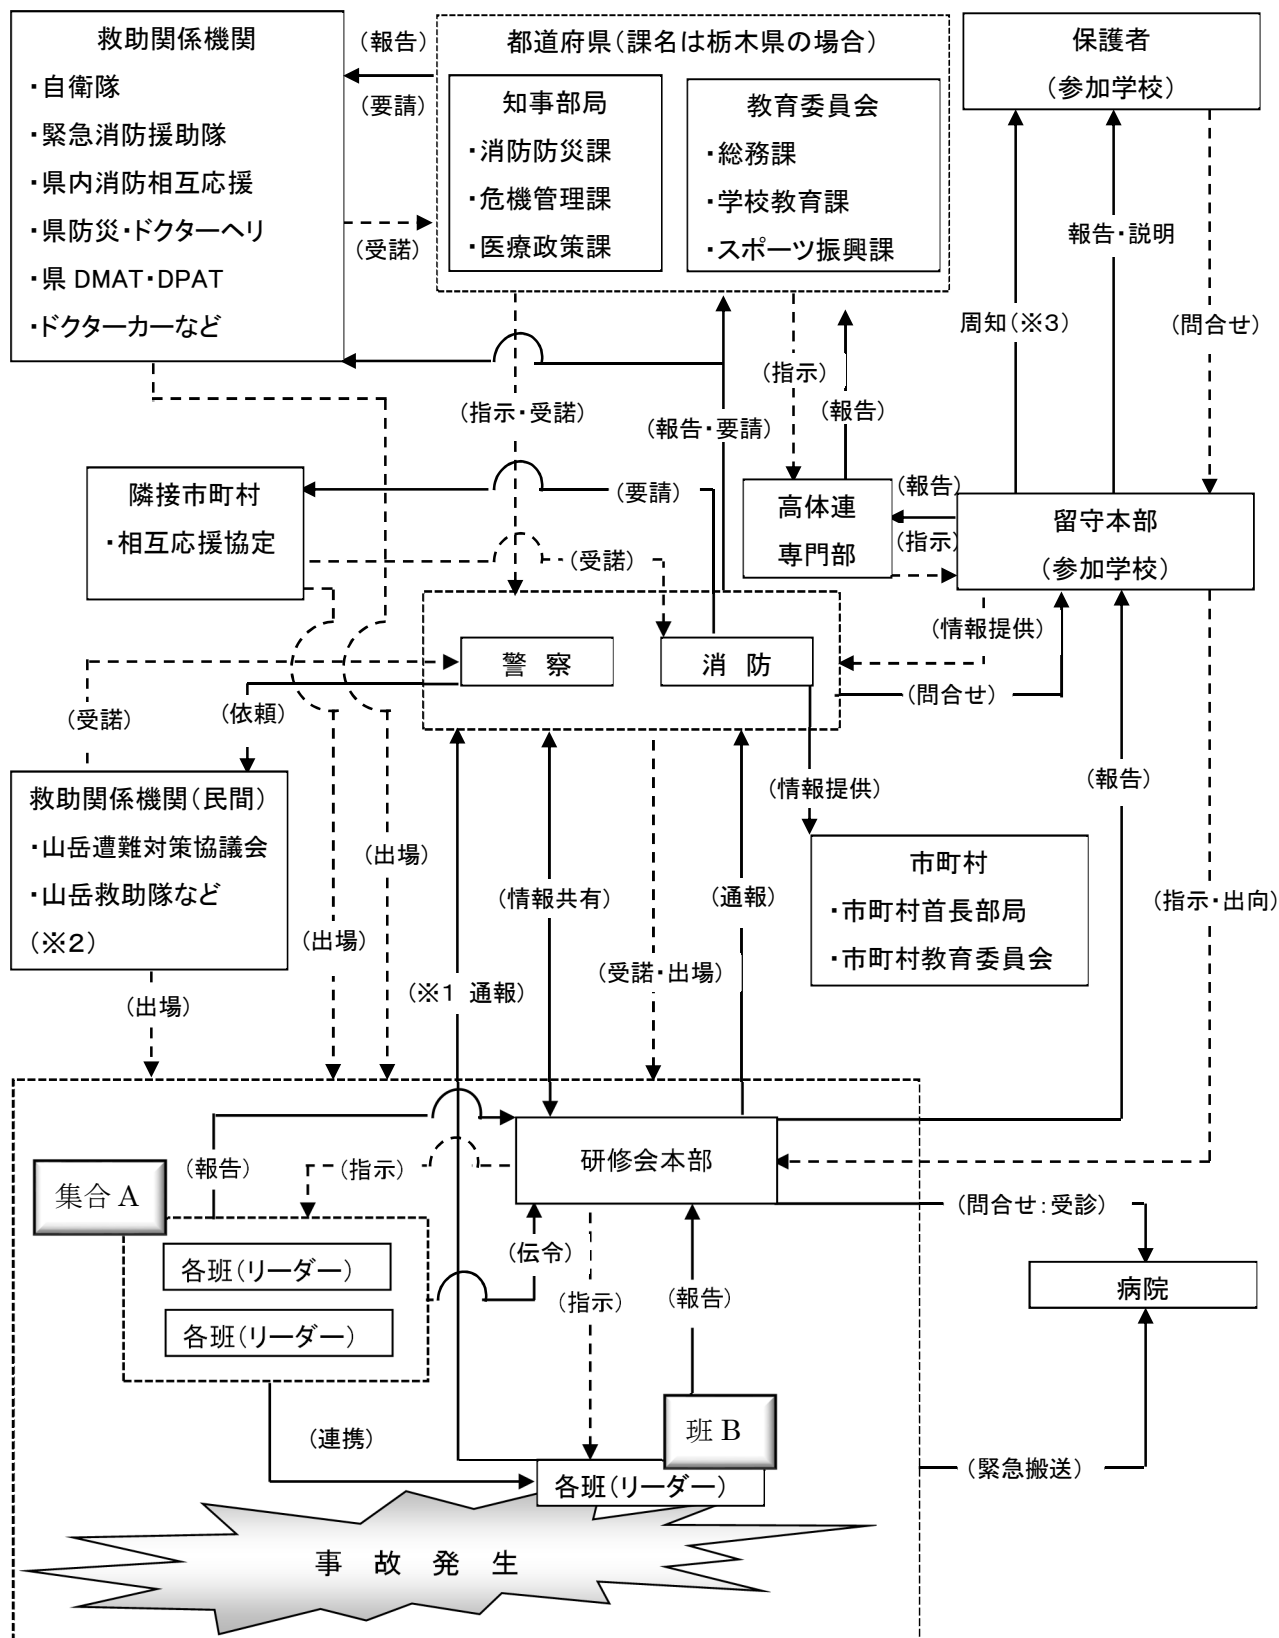 救助関係機関
・自衛隊
・緊急消防援助隊
・県内消防相互応援
・県防災・ドクターヘリ
・県 DMAT・DPAT
・ドクターカーなど
(報告)
(要請)
(受諾)
都道府県(課名は栃木県の場合)
知事部局
・消防防災課
・危機管理課
・医療政策課
教育委員会
・総務課
・学校教育課
・スポーツ振興課
保護者
(参加学校)
周知(※3)
報告・説明
(問合せ)
(指示・受諾)
(報告・要請)
(指示)
(報告)
隣接市町村
・相互応援協定
(要請)
(受諾)
高体連
専門部
(報告)
(指示)
留守本部
(参加学校)
(情報提供)
(問合せ)
警 察
消 防
(受諾)
(依頼)
救助関係機関(民間)
・山岳遭難対策協議会
・山岳救助隊など
(※2)
(出場)
(出場)
(出場)
(※1 通報)
(情報共有)
(受諾・出場)
(通報)
(情報提供)
市町村
・市町村首長部局
・市町村教育委員会
(報告)
(指示・出向)
研修会本部
(報告)
(指示)
集合 A
各班(リーダー)
各班(リーダー)
(伝令)
(指示)
(報告)
(問合せ:受診)
病院
(連携)
班 B
各班(リーダー)
(緊急搬送)
事 故 発 生